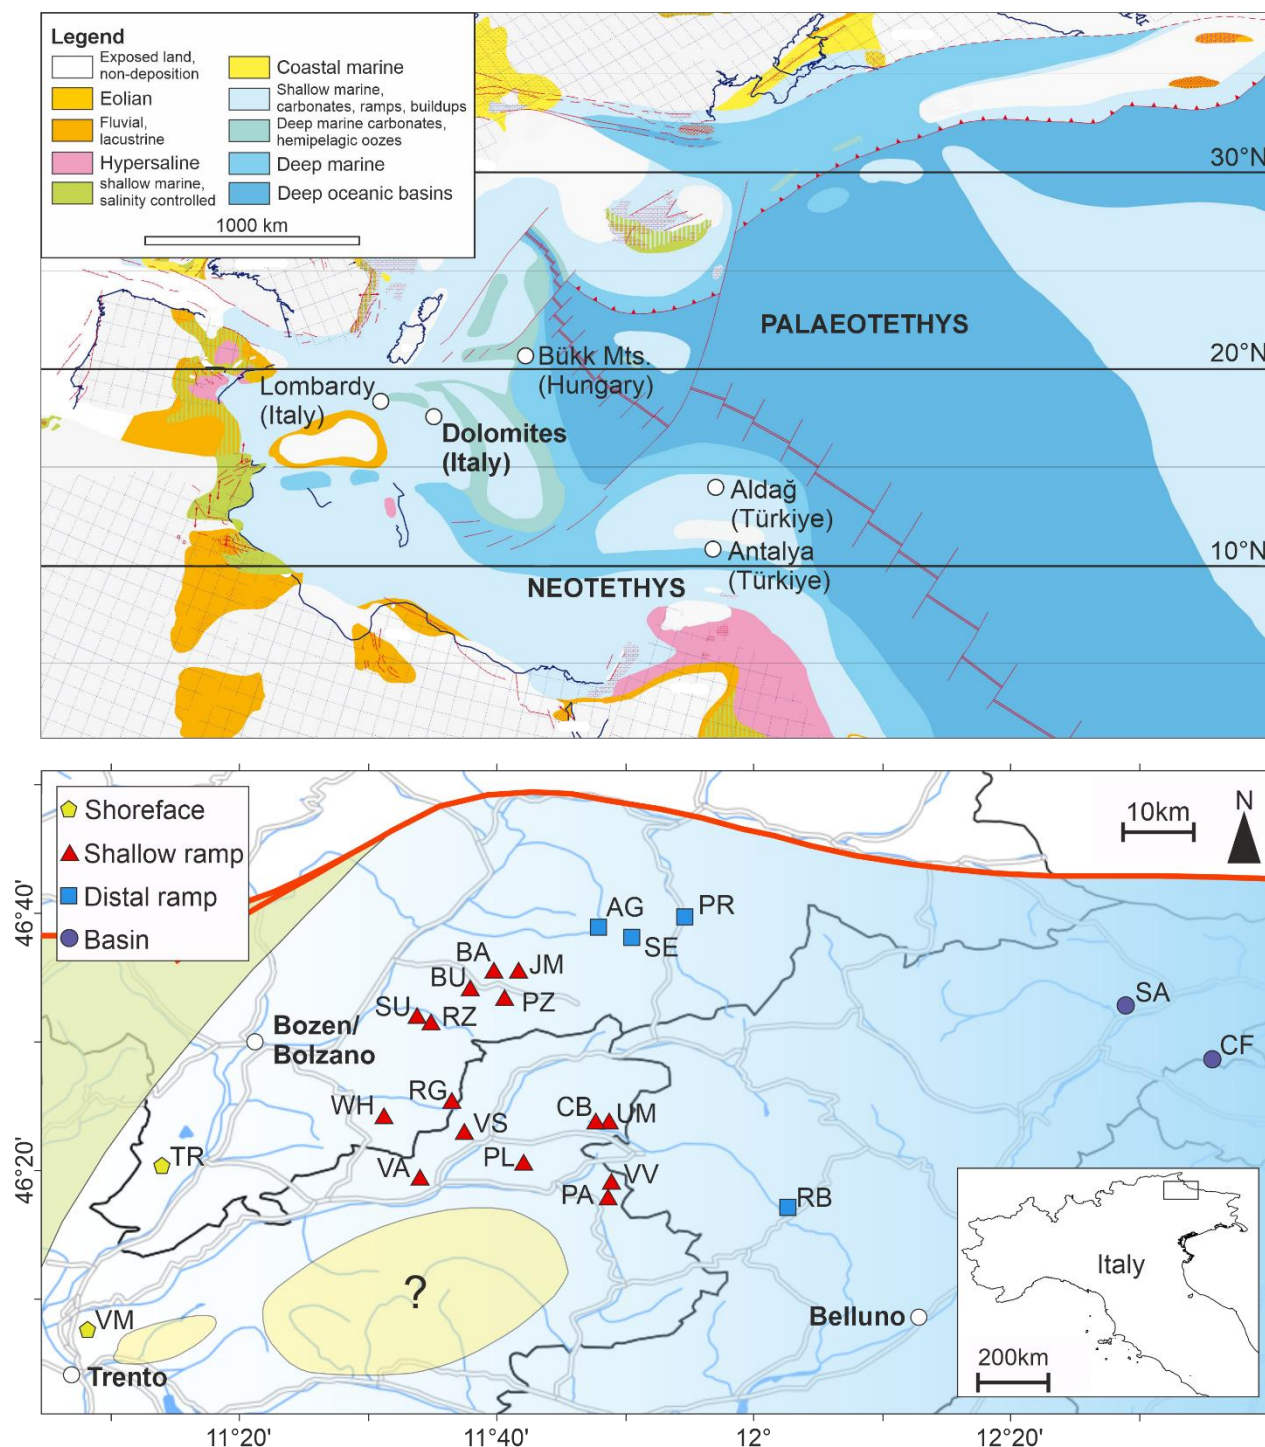 Legend
Exposed land,
non-deposition
Eolian
Fluvial,
lacustrine
Hypersaline
shallow marine,
salinity controlled
Coastal marine
Shallow marine,
carbonates, ramps, buildups
Deep marine carbonates,
hemipelagic oozes
Deep marine
Deep oceanic basins
1000 km
30°N
PALAEOTETHYS
20°N
Bükk Mts.
(Hungary)
Lombardy
(Italy)
Dolomites
(Italy)
Aldağ
(Türkiye)
Antalya
(Türkiye)
10°N
NEOTETHYS
Shoreface
Shallow ramp
Distal ramp
Basin
10km
N
46°40'
AG
PR
SE
BA
JM
BU
PZ
SU
RZ
SA
Bozen/
Bolzano
CF
RG
WH
VS
CB
UM
TR
PL
VA
VV
PA
RB
46°20'
?
Italy
VM
Belluno
Trento
200km
11°20'
11°40'
12°
12°20'